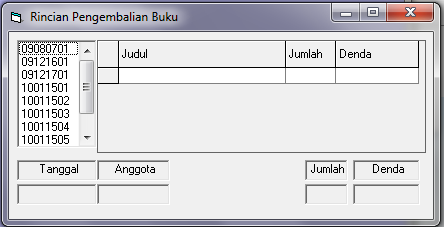 Rincian Pengembalian Buku
09080701
09121601
09121701
10011501
10011502
10011503
10011504
10011505
Judul Jumlah Denda
Tanggal Anggota Jumlah Denda